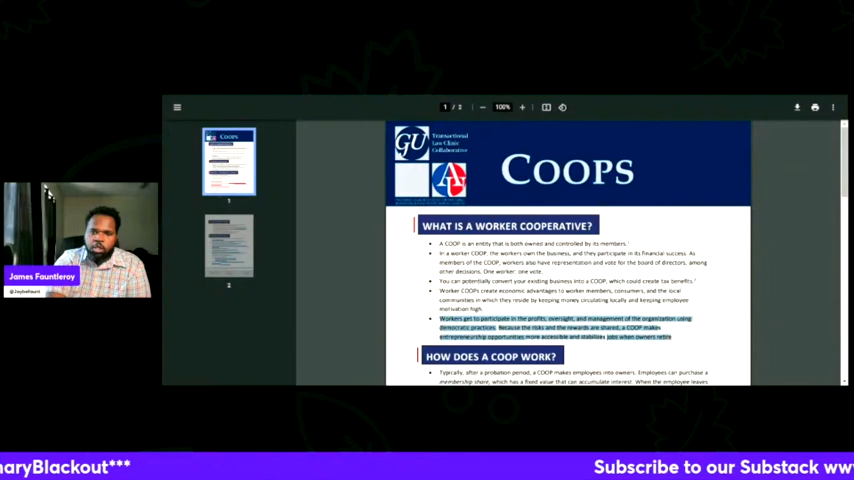 1 / 2
100%
GU
Transactional
Law Clinic
Collaborative
COOPS
WHAT IS A WORKER COOPERATIVE?
• A COOP is an entity that is both owned and controlled by its members.
• In a worker COOP, the workers own the business, and they participate in its financial success. As
members of the COOP, workers also have representation and vote for the board of directors, among
other decisions. One worker: one vote.
• You can potentially convert your existing business into a COOP, which could create tax benefits.
• Worker COOPs create economic advantages to worker members, consumers, and the local
communities in which they reside by keeping money circulating locally and keeping employee
motivation high.
• Workers get to participate in the profits, oversight, and management of the organization using
democratic practices. Because the risks and the rewards are shared, a COOP makes
entrepreneurship opportunities more accessible and stabilizes jobs when owners retire
HOW DOES A COOP WORK?
• Typically, after a probation period, a COOP makes employees into owners. Employees can purchase a
membership share, which has a fixed value that can accumulate interest. When the employee leaves
1
2
James Fauntleroy
naryBlackout***
Subscribe to our Substack www